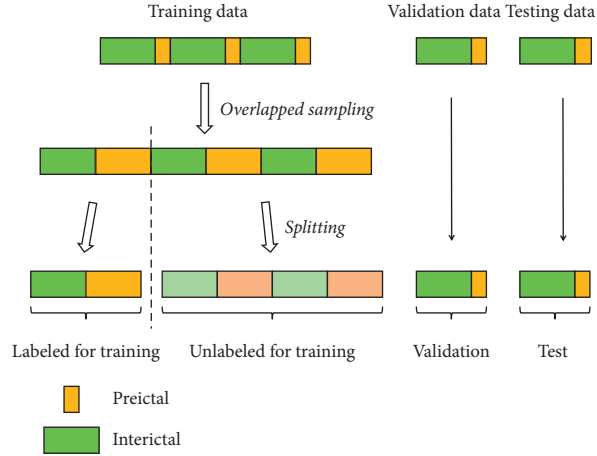 Training data
Validation data
Testing data
Overlapped sampling
Splitting
Labeled for training
Unlabeled for training
Validation
Test
Preictal
Interictal